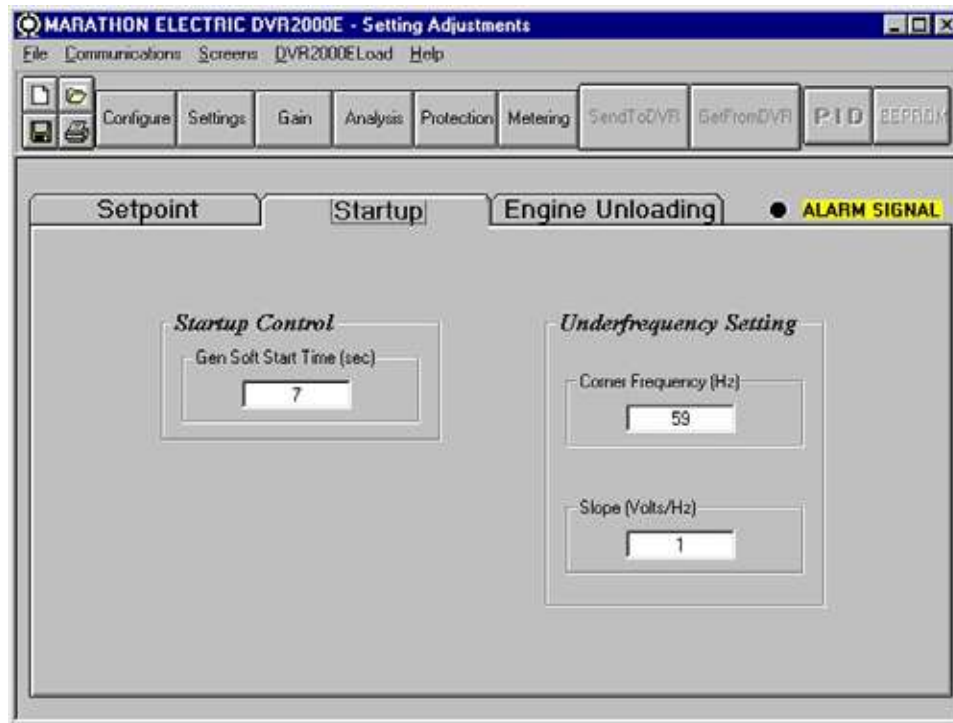 MARATHON ELECTRIC DVR2000E - Setting Adjustments
File Communications Screens DVR2000ELoad Help
Configure Settings Gain Analysis Protection Metering SendToDVR GetFromDVR PID EEPROM
Setpoint Startup Engine Unloading ALARM SIGNAL
Startup Control
Gen Soft Start Time (sec)
7
Underfrequency Setting
Corner Frequency (Hz)
59
Slope (Volts/Hz)
1